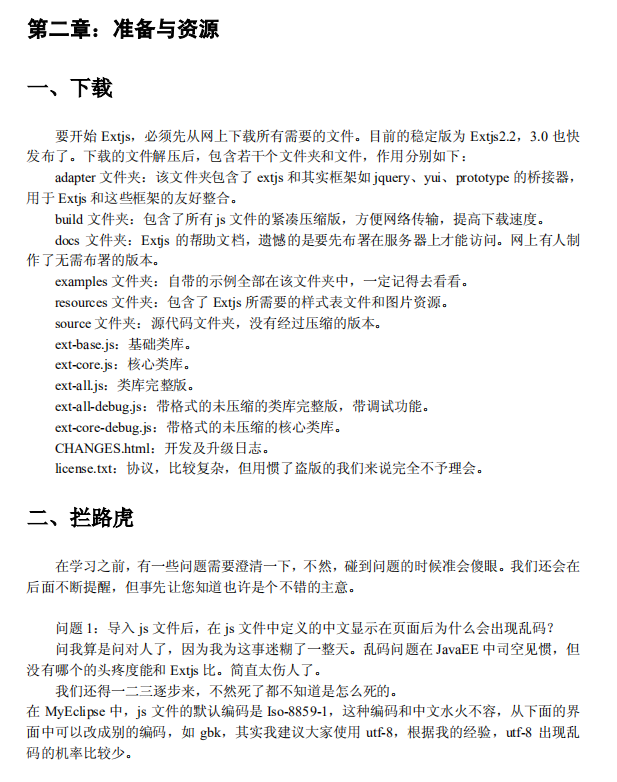 第二章：准备与资源
一、下载
要开始 Extjs，必须先从网上下载所有需要的文件。目前的稳定版为 Extjs2.2，3.0 也快
发布了。下载的文件解压后，包含若干个文件夹和文件，作用分别如下：
adapter 文件夹：该文件夹包含了 extjs 和其实框架如 jquery、yui、prototype 的桥接器，
用于 Extjs 和这些框架的友好整合。
build 文件夹：包含了所有 js 文件的紧凑压缩版，方便网络传输，提高下载速度。
docs 文件夹：Extjs 的帮助文档，遗憾的是要先布署在服务器上才能访问。网上有人制
作了无需布署的版本。
examples 文件夹：自带的示例全部在该文件夹中，一定记得去看看。
resources 文件夹：包含了 Extjs 所需要的样式表文件和图片资源。
source 文件夹：源代码文件夹，没有经过压缩的版本。
ext-base.js：基础类库。
ext-core.js：核心类库。
ext-all.js：类库完整版。
ext-all-debug.js：带格式的未压缩的类库完整版，带调试功能。
ext-core-debug.js：带格式的未压缩的核心类库。
CHANGES.html：开发及升级日志。
license.txt：协议，比较复杂，但用惯了盗版的我们来说完全不予理会。
二、拦路虎
在学习之前，有一些问题需要澄清一下，不然，碰到问题的时候准会傻眼。我们还会在
后面不断提醒，但事先让您知道也许是个不错的主意。
问题 1：导入 js 文件后，在 js 文件中定义的中文显示在页面后为什么会出现乱码？
问我算是问对人了，因为我为这事迷糊了一整天。乱码问题在 JavaEE 中司空见惯，但
没有哪个的头疼度能和 Extjs 比。简直太伤人了。
我们还得一二三逐步来，不然死了都不知道是怎么死的。
在 MyEclipse 中，js 文件的默认编码是 Iso-8859-1，这种编码和中文水火不容，从下面的界
面中可以改成别的编码，如 gbk，其实我建议大家使用 utf-8，根据我的经验，utf-8 出现乱
码的机率比较少。